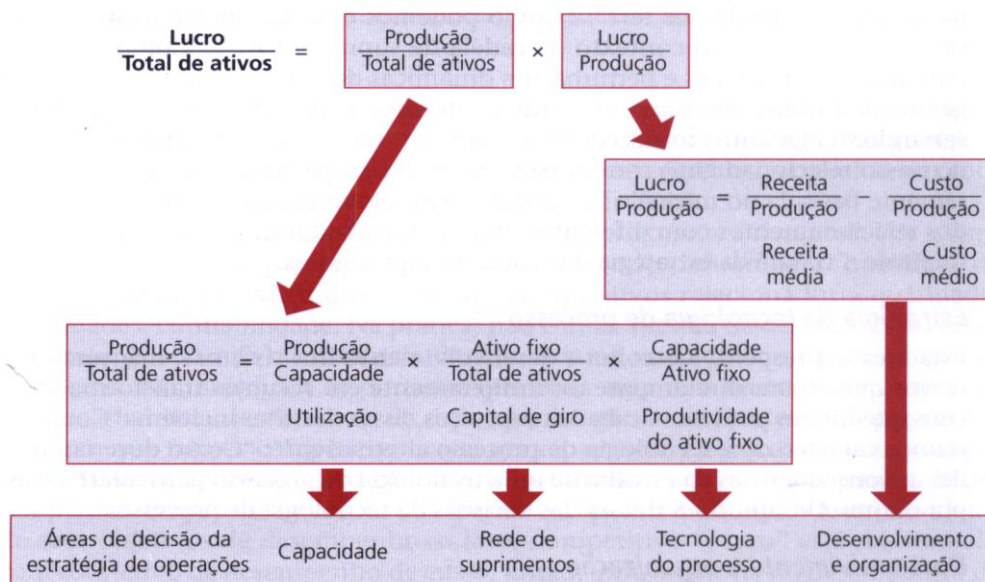 Lucro
Total de ativos
=
Produção
Total de ativos
×
Lucro
Produção
Lucro
Produção
=
Receita
Produção
−
Custo
Produção
Receita
média
Custo
médio
Produção
Total de ativos
=
Produção
Capacidade
×
Ativo fixo
Total de ativos
×
Capacidade
Ativo fixo
Utilização
Capital de giro
Produtividade
do ativo fixo
Áreas de decisão da
estratégia de operações
Capacidade
Rede de
suprimentos
Tecnologia
do processo
Desenvolvimento
e organização